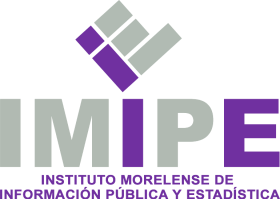 IMIPE
INSTITUTO MORELENSE DE
INFORMACIÓN PÚBLICA Y ESTADÍSTICA